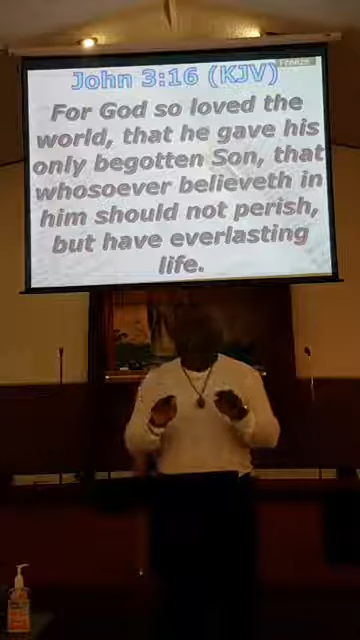 Freeze
John 3:16 (KJV)
For God so loved the
world, that he gave his
only begotten Son, that
whosoever believeth in
him should not perish,
but have everlasting
life.